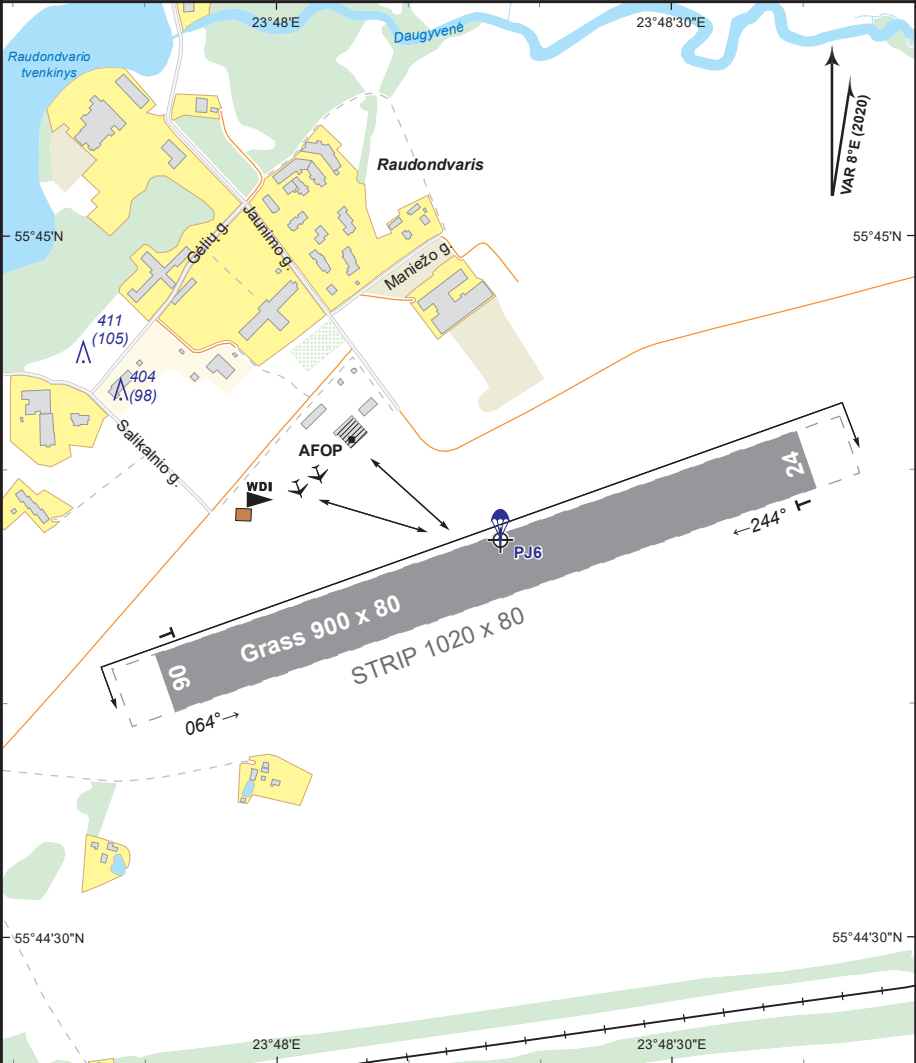 23°48'E
23°48'30"E
Daugyvenė
Raudondvario
tvenkinys
VAR 8°E (2020)
Raudondvaris
55°45'N
55°45'N
Gėlių g.
Jaunimo g.
Maniežo g.
411
(105)
404
(98)
Salikalnio g.
AFOP
WDI
24
←244°
PJ6
Grass 900 x 80
STRIP 1020 x 80
06
064°→
55°44'30"N
55°44'30"N
23°48'E
23°48'30"E